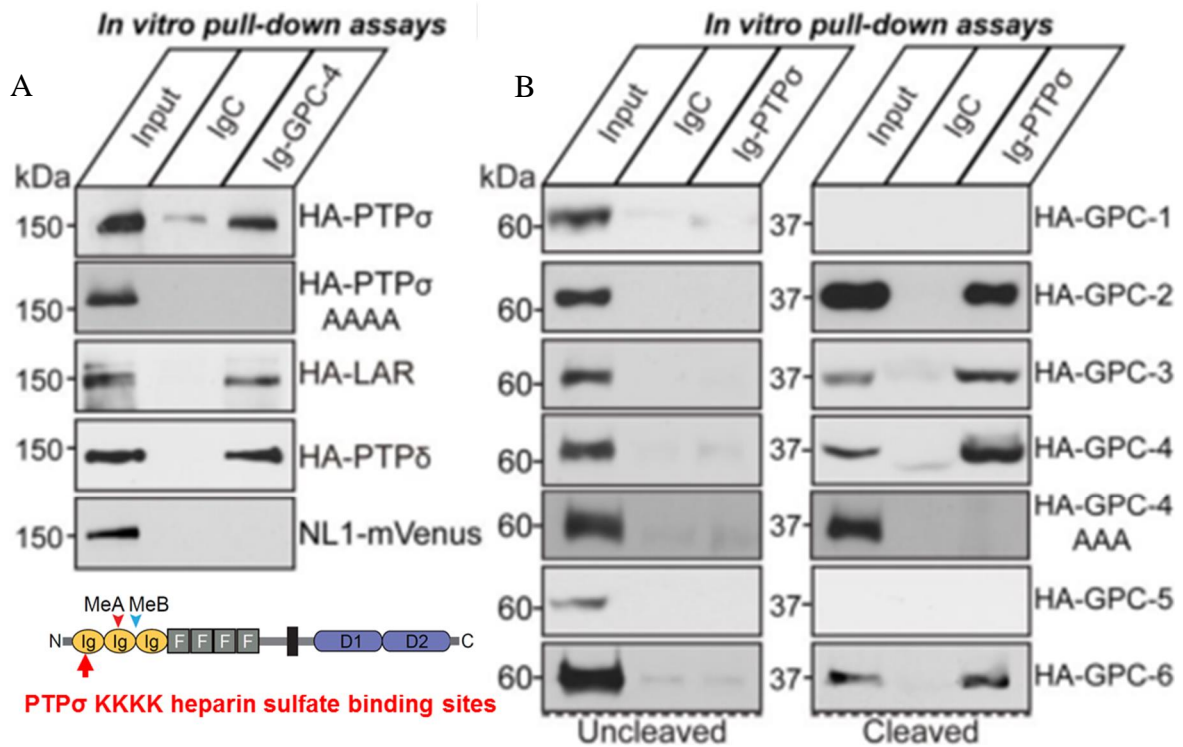 In vitro pull-down assays
A
Input
IgC
Ig-GPC-4
kDa
150
HA-PTPσ
150
HA-PTPσ
AAAA
150
HA-LAR
150
HA-PTPδ
150
NL1-mVenus
MeA MeB
N Ig Ig Ig F F F F D1 D2 C
PTPσ KKKK heparin sulfate binding sites
In vitro pull-down assays
B
Input
IgC
Ig-PTPσ
Input
IgC
Ig-PTPσ
kDa
60 37 HA-GPC-1
60 37 HA-GPC-2
60 37 HA-GPC-3
60 37 HA-GPC-4
60 37 HA-GPC-4
AAA
60 37 HA-GPC-5
60 37 HA-GPC-6
Uncleaved Cleaved